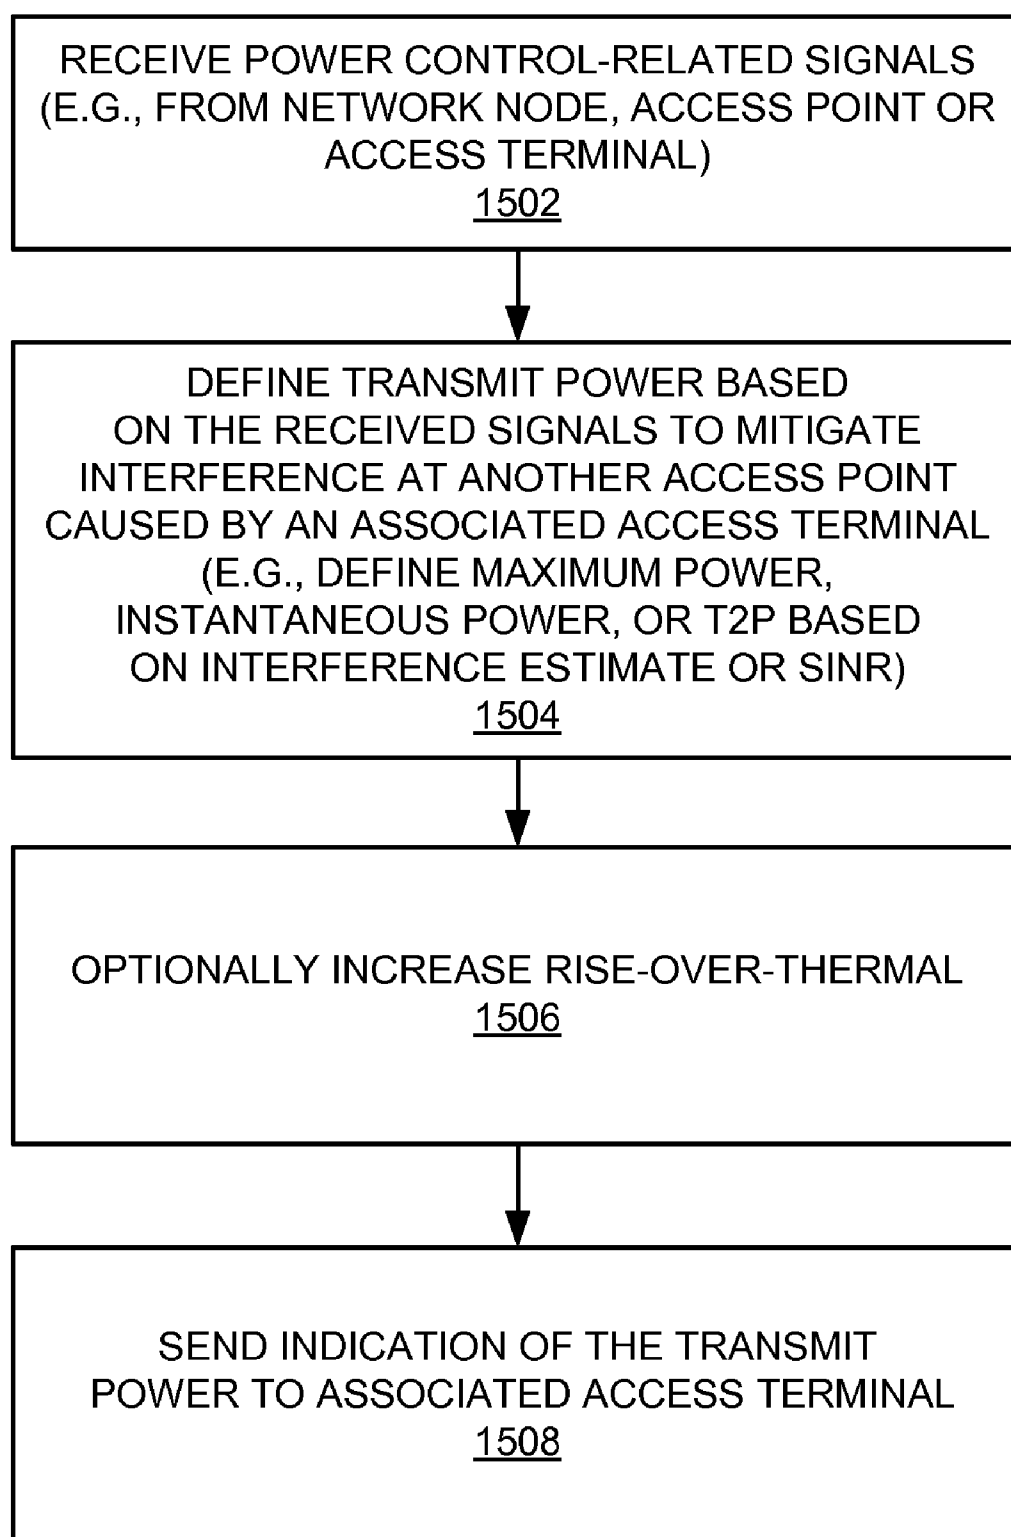 RECEIVE POWER CONTROL-RELATED SIGNALS
(E.G., FROM NETWORK NODE, ACCESS POINT OR
ACCESS TERMINAL)
1502
DEFINE TRANSMIT POWER BASED
ON THE RECEIVED SIGNALS TO MITIGATE
INTERFERENCE AT ANOTHER ACCESS POINT
CAUSED BY AN ASSOCIATED ACCESS TERMINAL
(E.G., DEFINE MAXIMUM POWER,
INSTANTANEOUS POWER, OR T2P BASED
ON INTERFERENCE ESTIMATE OR SINR)
1504
OPTIONALLY INCREASE RISE-OVER-THERMAL
1506
SEND INDICATION OF THE TRANSMIT
POWER TO ASSOCIATED ACCESS TERMINAL
1508